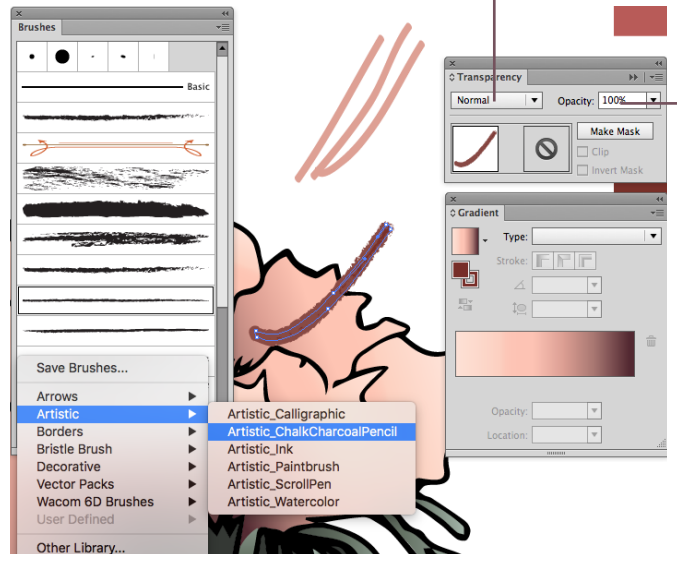 Brushes
Basic
Save Brushes...
Arrows
Artistic
Borders
Bristle Brush
Decorative
Vector Packs
Wacom 6D Brushes
User Defined
Other Library...
Artistic_Calligraphic
Artistic_ChalkCharcoalPencil
Artistic_Ink
Artistic_Paintbrush
Artistic_ScrollPen
Artistic_Watercolor
Transparency
Normal Opacity: 100%
Make Mask
Clip
Invert Mask
Gradient
Type:
Stroke:
Opacity:
Location: